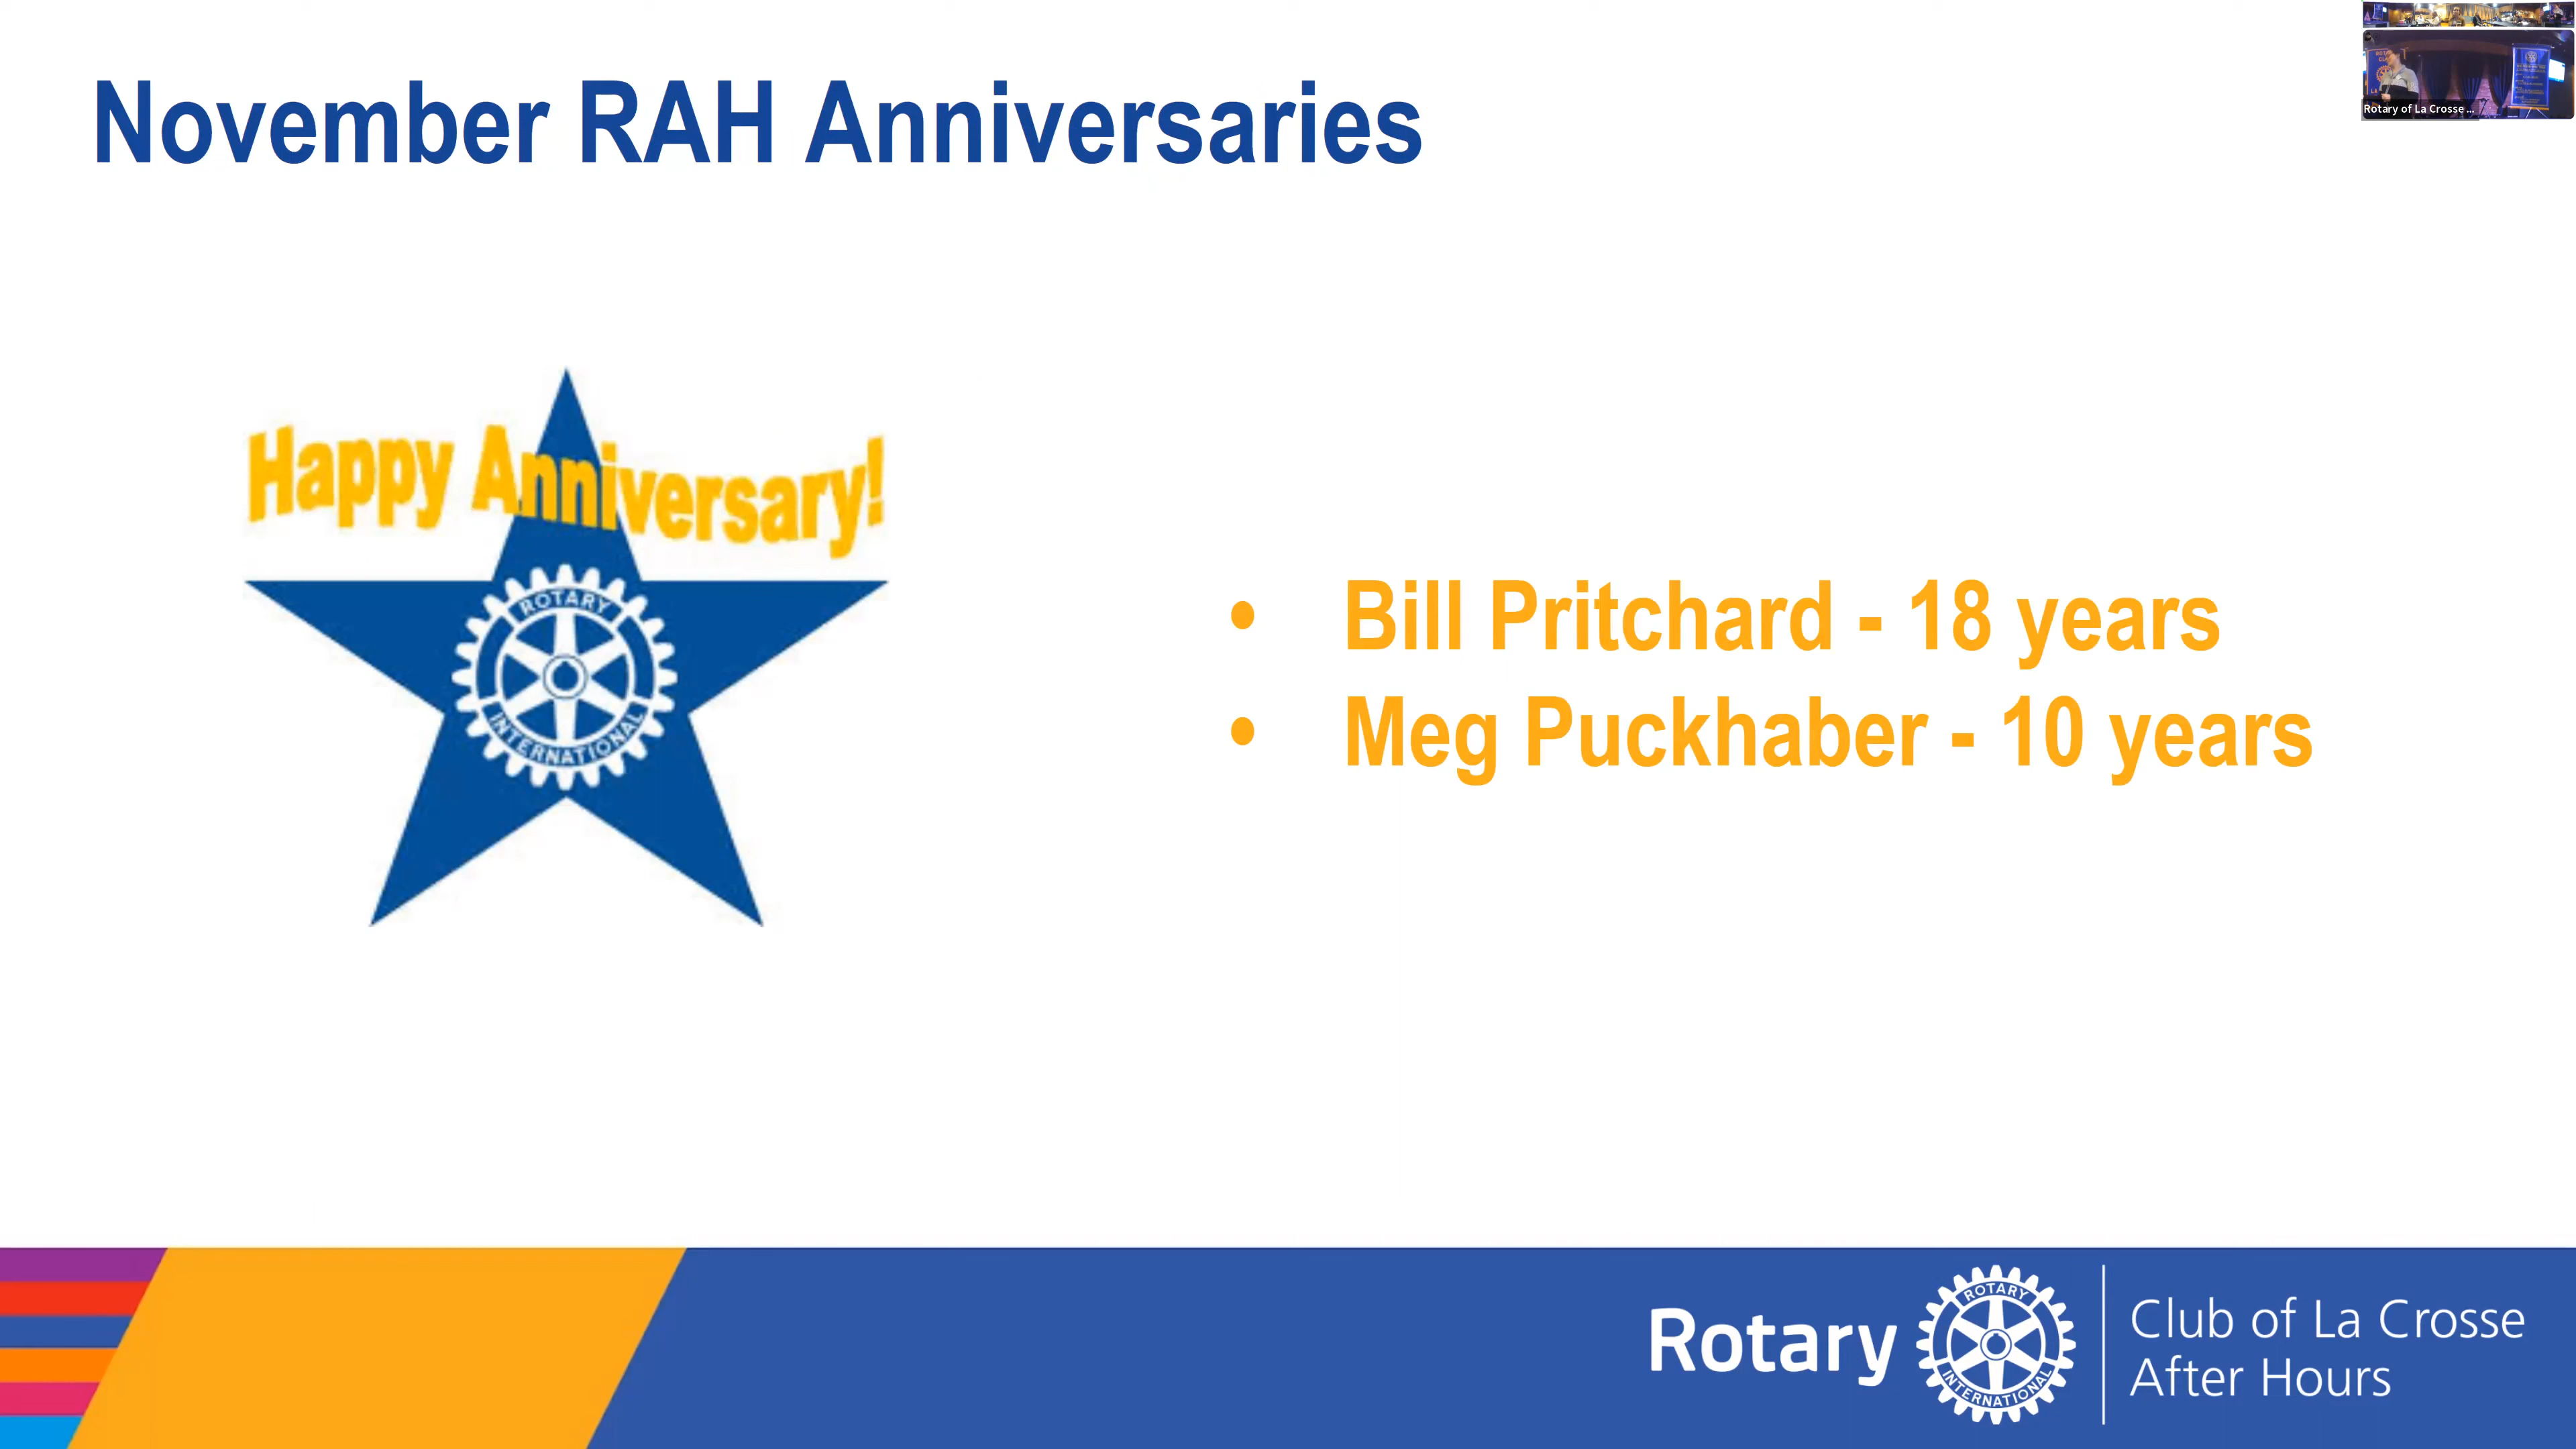 November RAH Anniversaries
Rotary of La Crosse ...
Happy Anniversary!
ROTARY
INTERNATIONAL
• Bill Pritchard - 18 years
• Meg Puckhaber - 10 years
Rotary
ROTARY
INTERNATIONAL
Club of La Crosse
After Hours